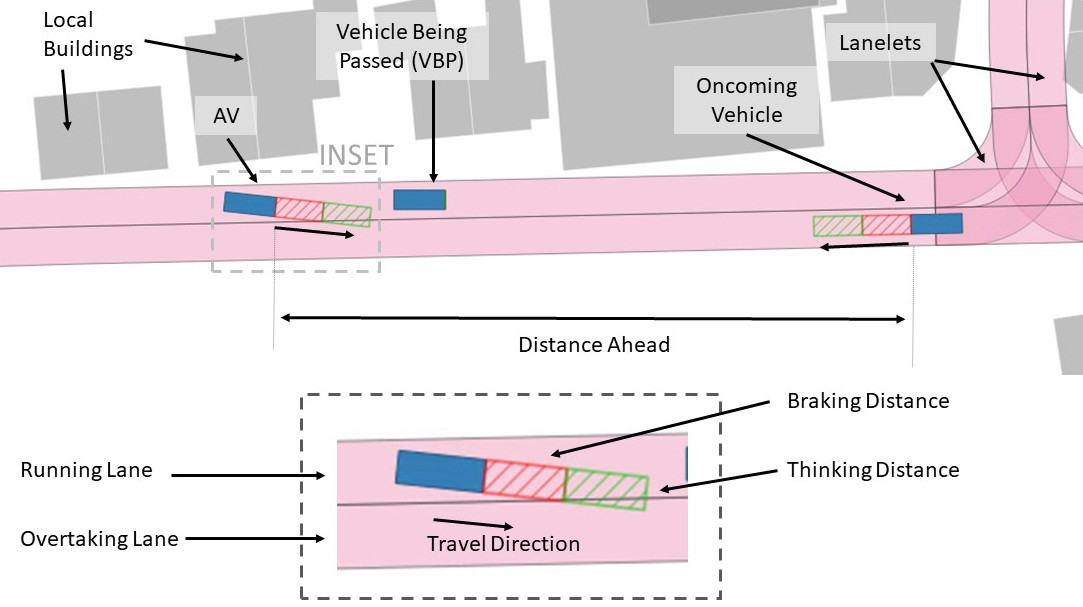 Local
Buildings
Vehicle Being
Passed (VBP)
Lanelets
AV
Oncoming
Vehicle
INSET
Distance Ahead
Braking Distance
Running Lane
Thinking Distance
Overtaking Lane
Travel Direction